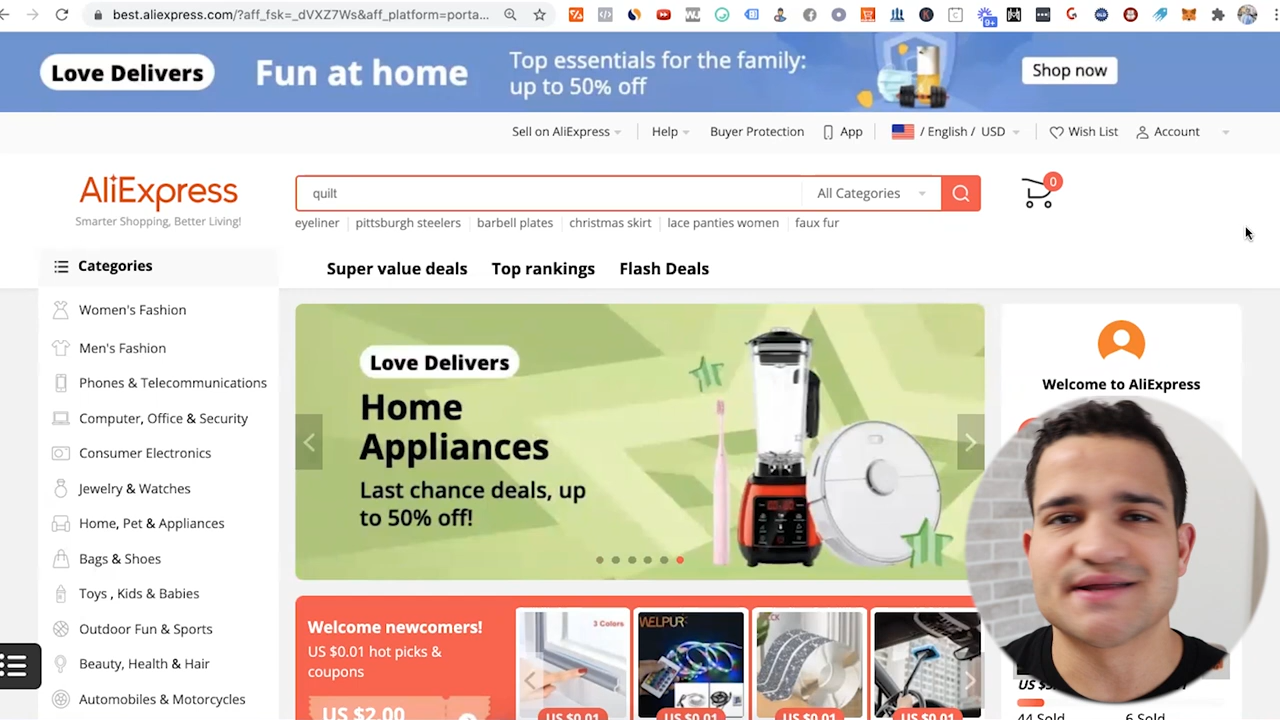 best.aliexpress.com/?aff_fsk=_dVXZ7Ws&aff_platform=porta...
9+
Love Delivers
Fun at home
Top essentials for the family:
up to 50% off
Shop now
Sell on AliExpress
Help
Buyer Protection
App
/ English / USD
Wish List
Account
AliExpress
Smarter Shopping, Better Living!
quilt
All Categories
0
eyeliner
pittsburgh steelers
barbell plates
christmas skirt
lace panties women
faux fur
Categories
Super value deals
Top rankings
Flash Deals
Women's Fashion
Men's Fashion
Phones & Telecommunications
Computer, Office & Security
Consumer Electronics
Jewelry & Watches
Home, Pet & Appliances
Bags & Shoes
Toys , Kids & Babies
Outdoor Fun & Sports
Beauty, Health & Hair
Automobiles & Motorcycles
Love Delivers
Home
Appliances
Last chance deals, up
to 50% off!
Welcome to AliExpress
Welcome newcomers!
US $0.01 hot picks &
coupons
US $2.00
3 Colors
WELPUR
US $0.01
US $0.01
US $0.01
US $0.01
44 Sold
6 Sold